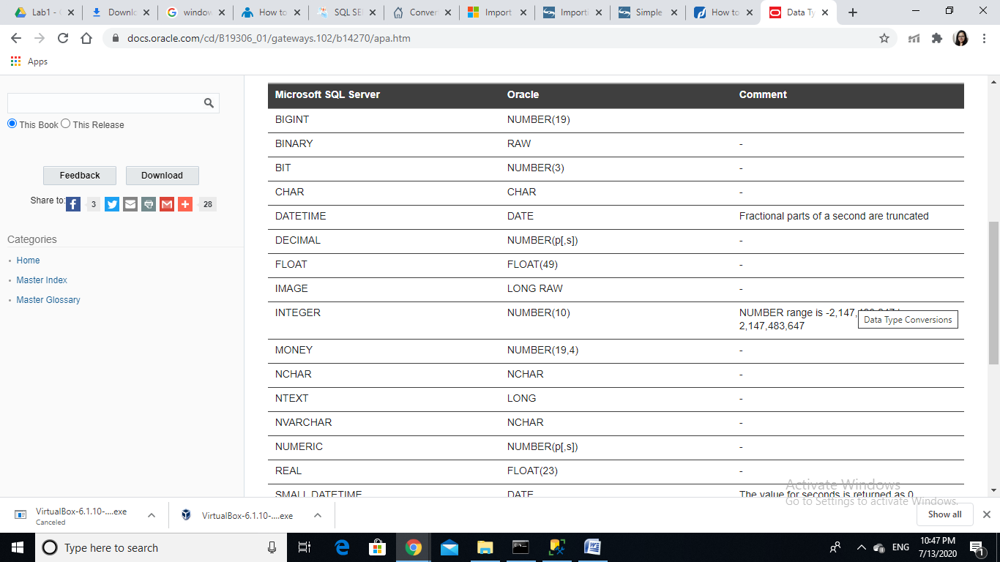 Lab1 -
Downlc
window
How to
SQL SE
Conver
Import
Importi
Simple
How to
Data Ty
docs.oracle.com/cd/B19306_01/gateways.102/b14270/apa.htm
Apps
This Book This Release
Feedback Download
Share to: 3 28
Categories
Home
Master Index
Master Glossary
Microsoft SQL Server Oracle Comment
BIGINT NUMBER(19)
BINARY RAW -
BIT NUMBER(3) -
CHAR CHAR -
DATETIME DATE Fractional parts of a second are truncated
DECIMAL NUMBER(p[,s]) -
FLOAT FLOAT(49) -
IMAGE LONG RAW -
INTEGER NUMBER(10) NUMBER range is -2,147,
Data Type Conversions
2,147,483,647
MONEY NUMBER(19,4) -
NCHAR NCHAR -
NTEXT LONG -
NVARCHAR NCHAR -
NUMERIC NUMBER(p[,s]) -
REAL FLOAT(23) -
SMALL DATETIME DATE The value for seconds is returned as 0
Activate Windows
Go to Settings to activate Windows.
VirtualBox-6.1.10-....exe
Canceled
VirtualBox-6.1.10-....exe
Show all
Type here to search
ENG
10:47 PM
7/13/2020
1